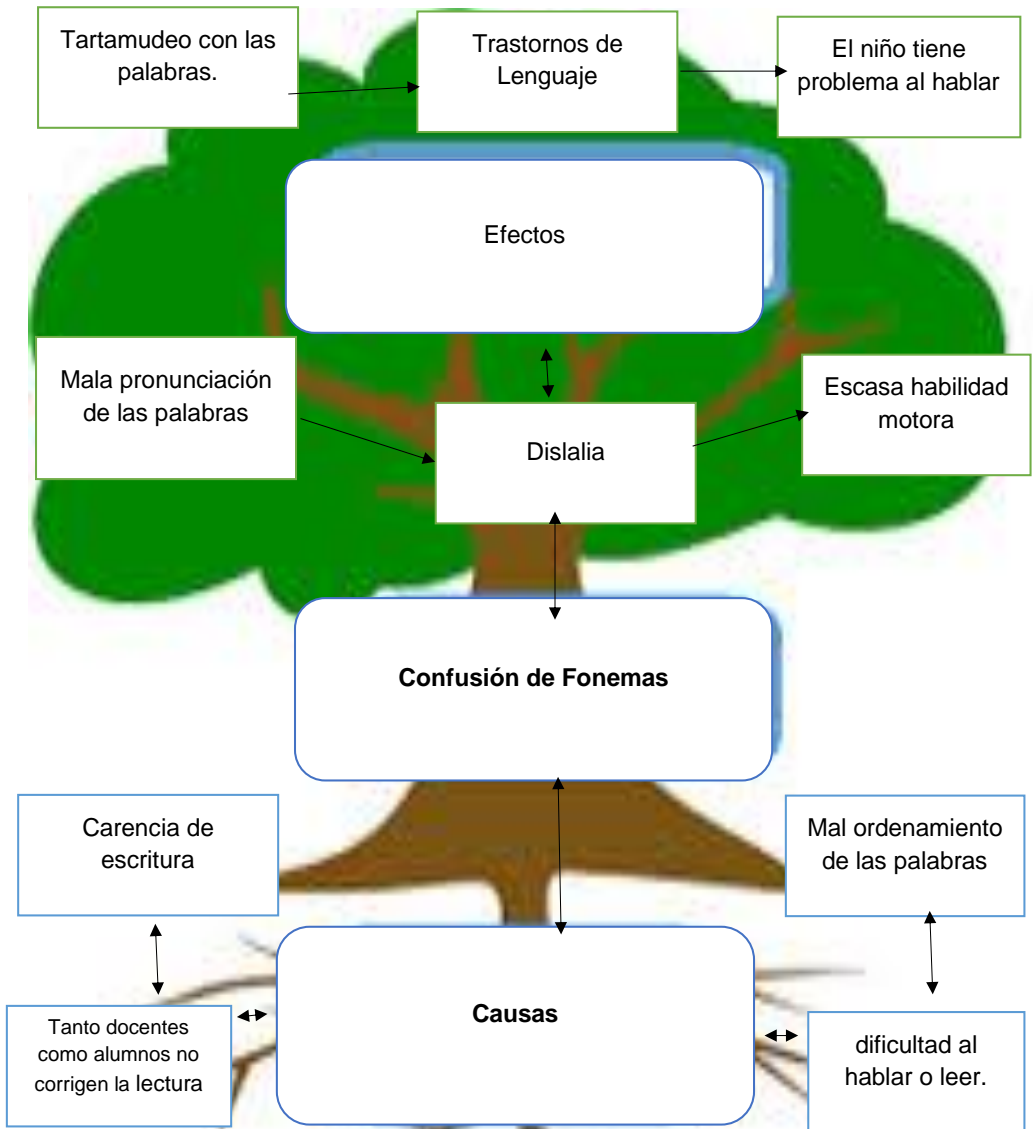 Tartamudeo con las
palabras.
Trastornos de
Lenguaje
El niño tiene
problema al hablar
Efectos
Mala pronunciación
de las palabras
Dislalia
Escasa habilidad
motora
Confusión de Fonemas
Carencia de
escritura
Mal ordenamiento
de las palabras
Tanto docentes
como alumnos no
corrigen la lectura
Causas
dificultad al
hablar o leer.